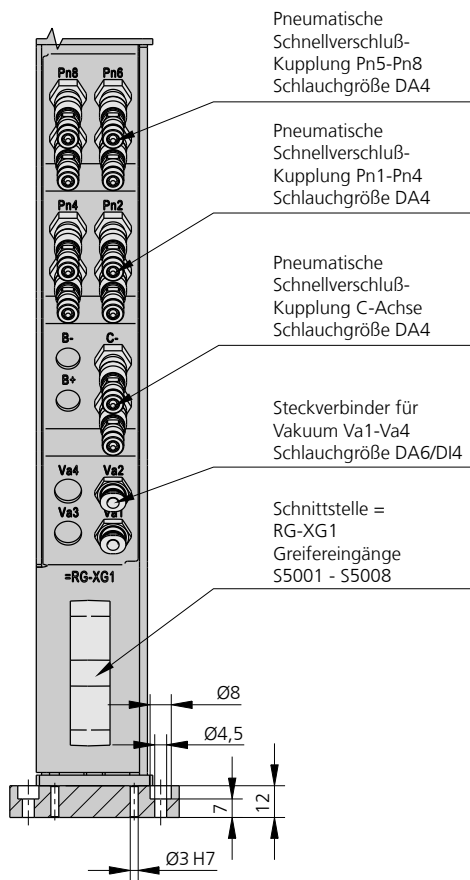 Pneumatische
Schnellverschluß-
Kupplung Pn5-Pn8
Schlauchgröße DA4
Pn8 Pn6
Pneumatische
Schnellverschluß-
Kupplung Pn1-Pn4
Schlauchgröße DA4
Pn4 Pn2
Pneumatische
Schnellverschluß-
Kupplung C-Achse
Schlauchgröße DA4
B- C-
B+
Steckverbinder für
Vakuum Va1-Va4
Schlauchgröße DA6/DI4
Va4 Va2
Va3 Va1
Schnittstelle =
RG-XG1
Greifereingänge
S5001 - S5008
=RG-XG1
Ø8
Ø4,5
7
12
Ø3 H7